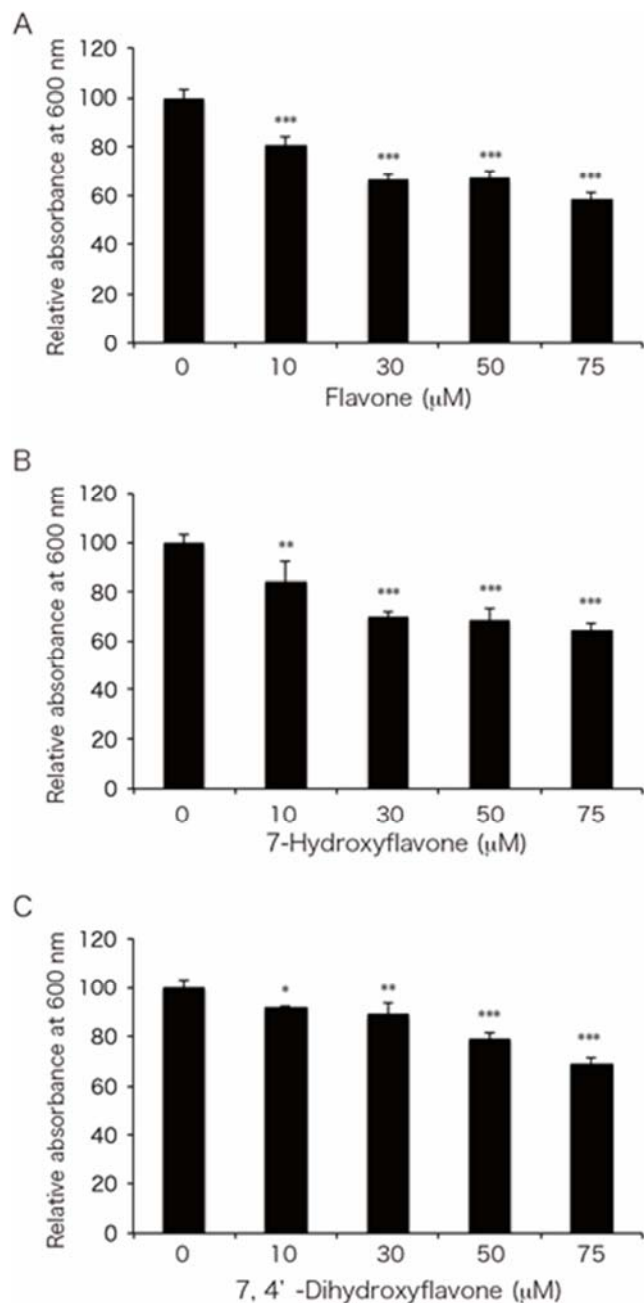 A
Relative absorbance at 600 nm
120
100
80
60
40
20
0
***
***
***
***
0 10 30 50 75
Flavone (μM)
B
Relative absorbance at 600 nm
120
100
80
60
40
20
0
**
***
***
***
0 10 30 50 75
7-Hydroxyflavone (μM)
C
Relative absorbance at 600 nm
120
100
80
60
40
20
0
*
**
***
***
0 10 30 50 75
7, 4' -Dihydroxyflavone (μM)